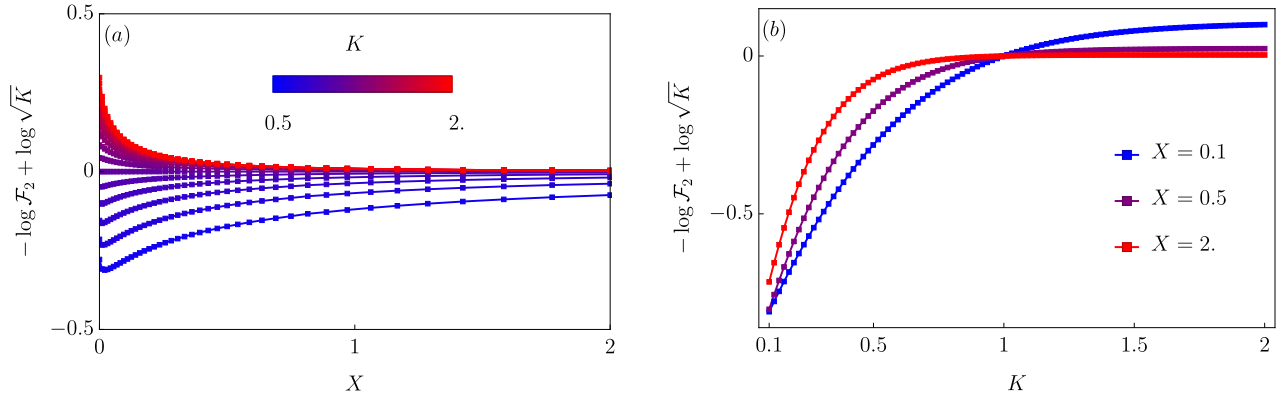 (a)
K
0.5 2.
0.5
0
−0.5
− log F₂ + log √K
0 1 2
X
(b)
0
−0.5
− log F₂ + log √K
X = 0.1
X = 0.5
X = 2.
0.1 0.5 1 1.5 2
K